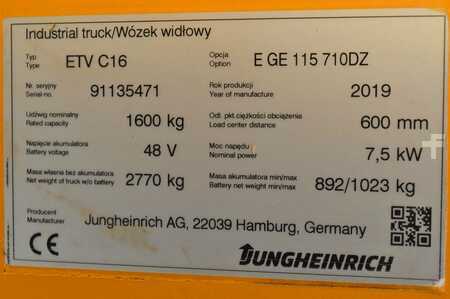 Industrial truck/Wózek widłowy
Typ
Type
ETV C16
Opcja
Option
E GE 115 710DZ
Nr. seryjny
Serial-no.
91135471
Rok produkcji
Year of manufacture
2019
Udźwig nominalny
Rated capacity
1600 kg
Odl. pkt.ciężkości obciążenia
Load center distance
600 mm
Napięcie akumulatora
Battery voltage
48 V
Moc napędu
Nominal power
7,5 kW
Masa własna bez akumulatora
Net weight of truck w/o battery
2770 kg
Masa akumulatora min/max
Battery net weight min/max
892/1023 kg
Producent
Manufacturer
Jungheinrich AG, 22039 Hamburg, Germany
CE
JUNGHEINRICH